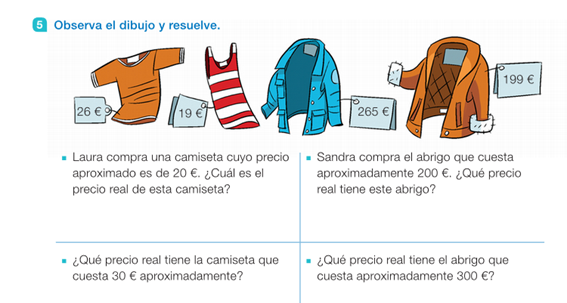 5 Observa el dibujo y resuelve.
26 €
19 €
265 €
199 €
Laura compra una camiseta cuyo precio
aproximado es de 20 €. ¿Cuál es el
precio real de esta camiseta?
Sandra compra el abrigo que cuesta
aproximadamente 200 €. ¿Qué precio
real tiene este abrigo?
¿Qué precio real tiene la camiseta que
cuesta 30 € aproximadamente?
¿Qué precio real tiene el abrigo que
cuesta aproximadamente 300 €?